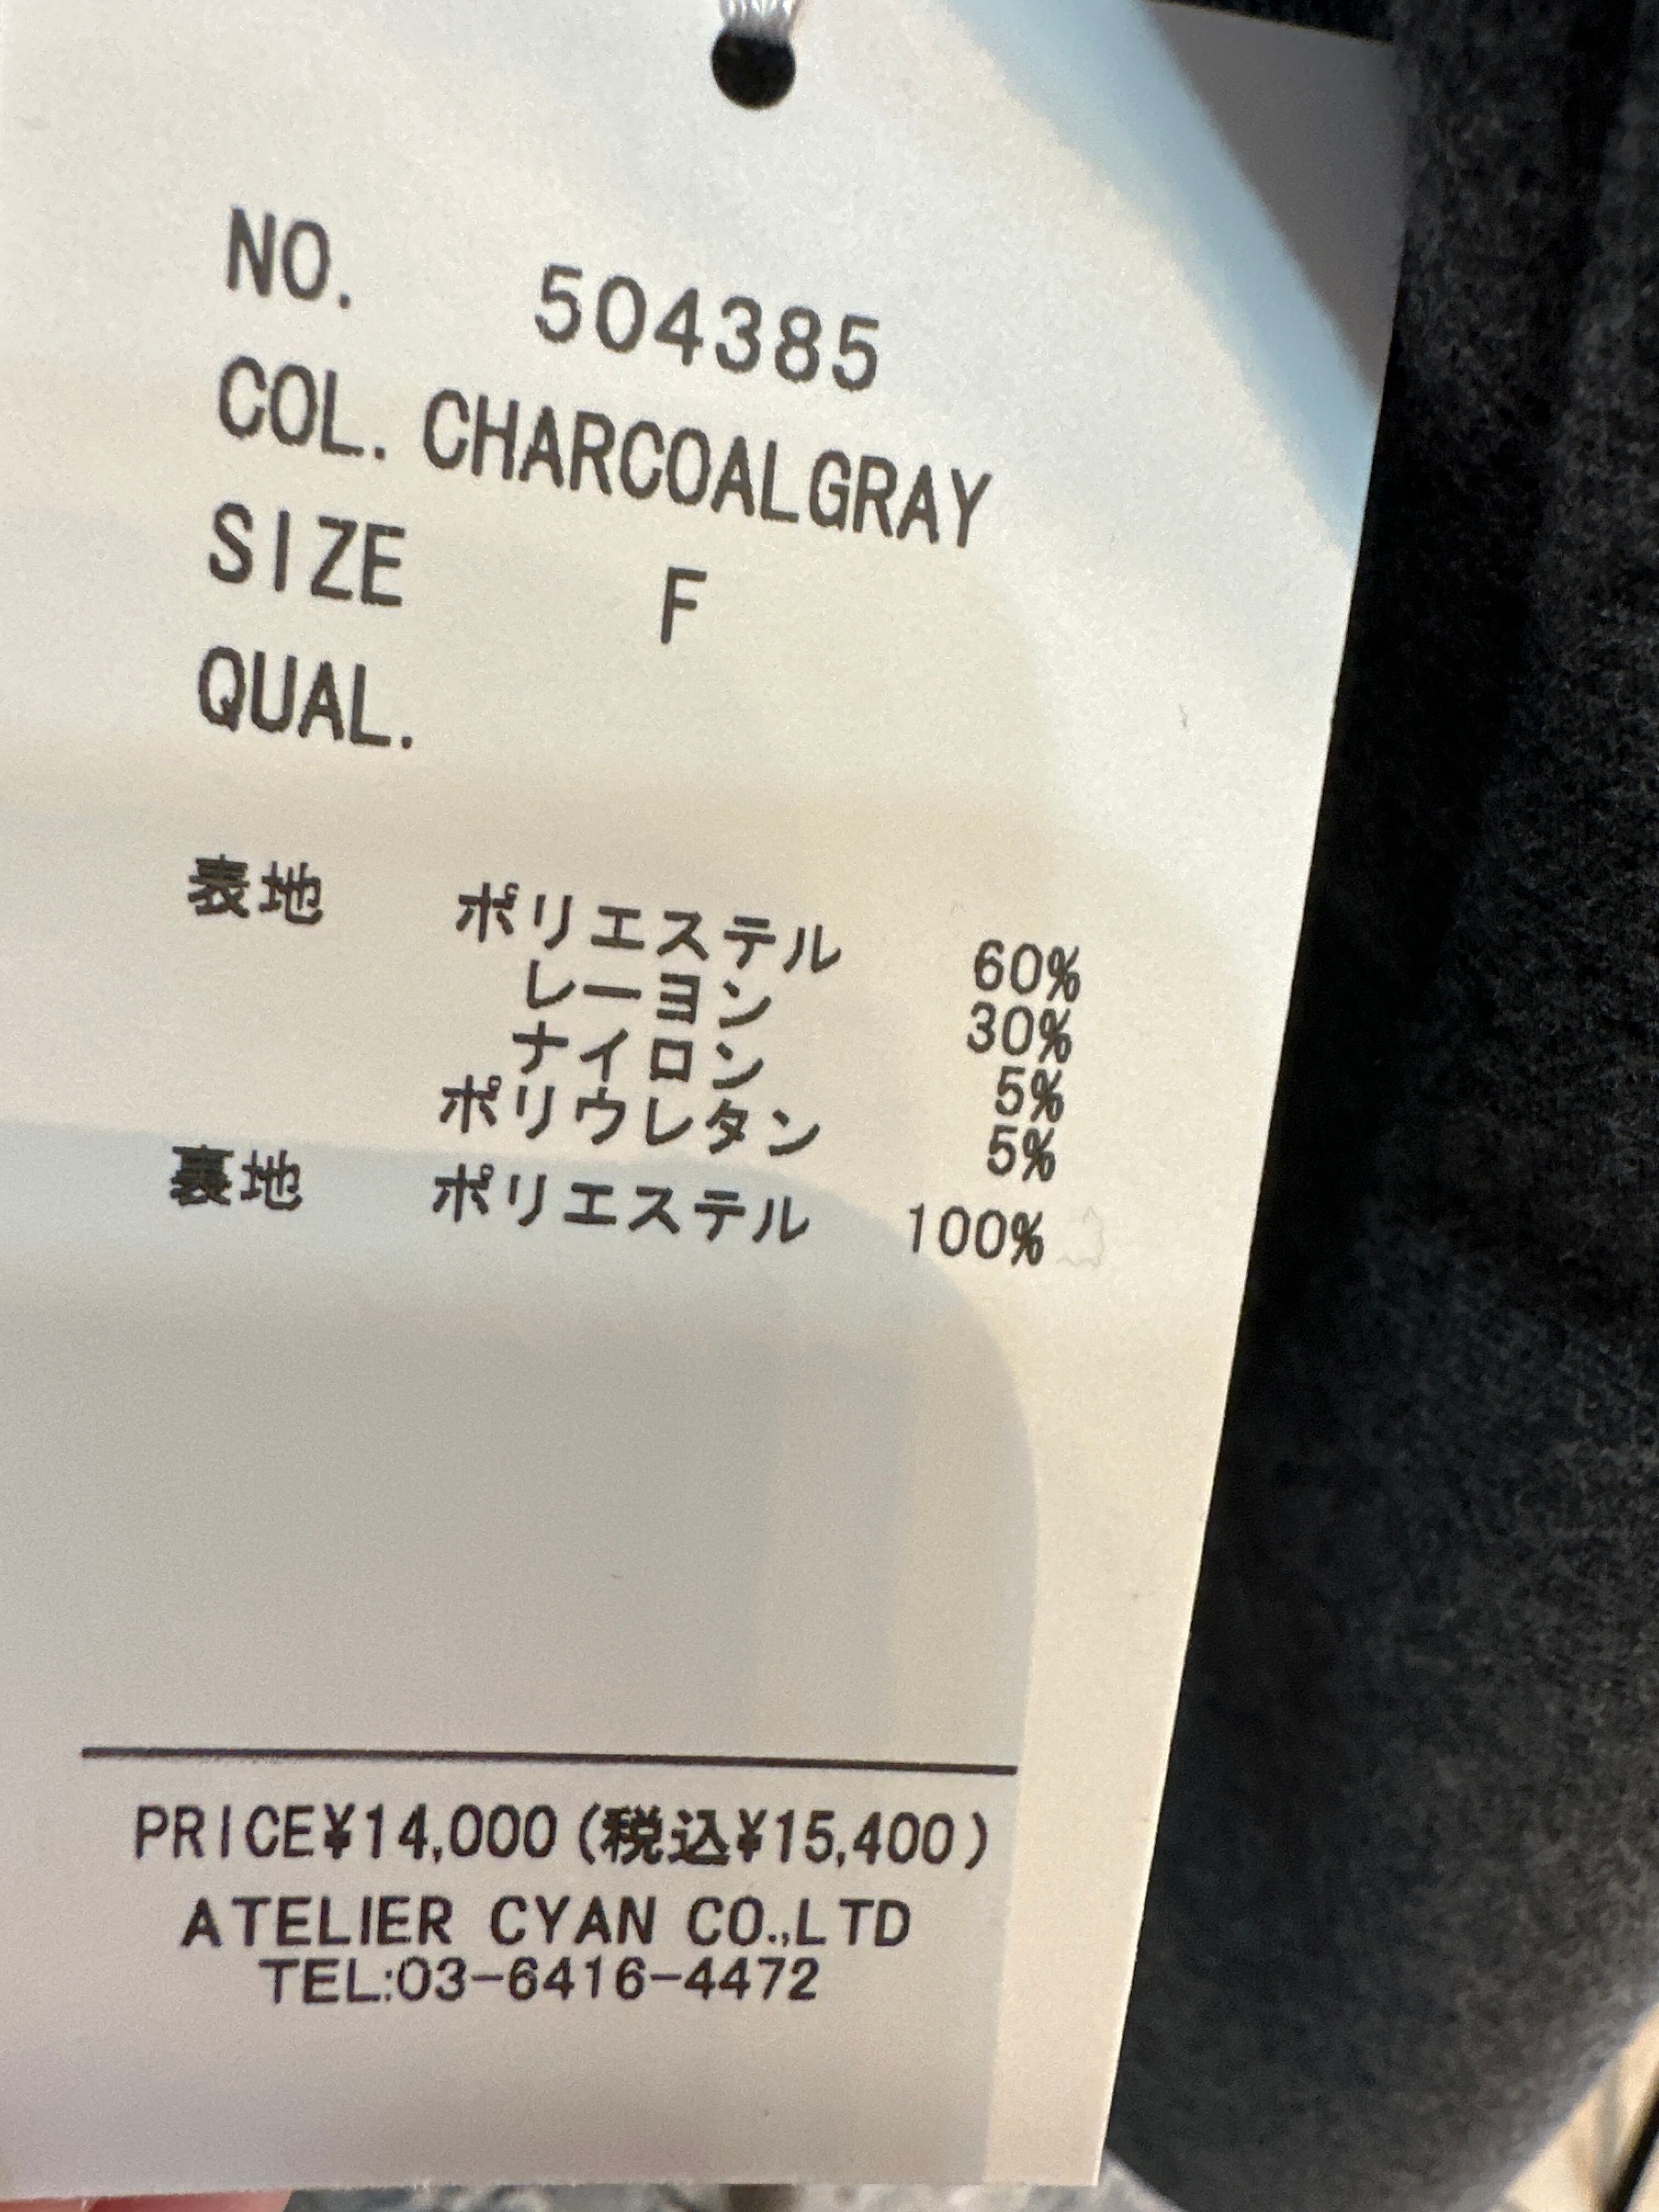 NO. 504385
COL. CHARCOALGRAY
SIZE F
QUAL.
表地 ポリエステル 60%
レーヨン 30%
ナイロン 5%
ポリウレタン 5%
裏地 ポリエステル 100%
PRICE¥14,000(税込¥15,400)
ATELIER CYAN CO.,LTD
TEL:03-6416-4472